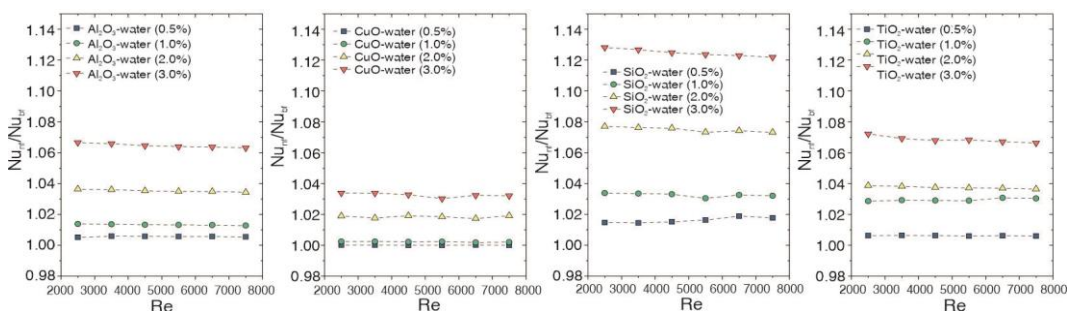 1.14
1.12
1.10
1.08
1.06
1.04
1.02
1.00
0.98
Nu_nf/Nu_bf
Al₂O₃-water (0.5%)
Al₂O₃-water (1.0%)
Al₂O₃-water (2.0%)
Al₂O₃-water (3.0%)
2000 3000 4000 5000 6000 7000 8000
Re
1.14
1.12
1.10
1.08
1.06
1.04
1.02
1.00
0.98
Nu_nf/Nu_bf
CuO-water (0.5%)
CuO-water (1.0%)
CuO-water (2.0%)
CuO-water (3.0%)
2000 3000 4000 5000 6000 7000 8000
Re
1.14
1.12
1.10
1.08
1.06
1.04
1.02
1.00
0.98
Nu_nf/Nu_bf
SiO₂-water (0.5%)
SiO₂-water (1.0%)
SiO₂-water (2.0%)
SiO₂-water (3.0%)
2000 3000 4000 5000 6000 7000 8000
Re
1.14
1.12
1.10
1.08
1.06
1.04
1.02
1.00
0.98
Nu_nf/Nu_bf
TiO₂-water (0.5%)
TiO₂-water (1.0%)
TiO₂-water (2.0%)
TiO₂-water (3.0%)
2000 3000 4000 5000 6000 7000 8000
Re